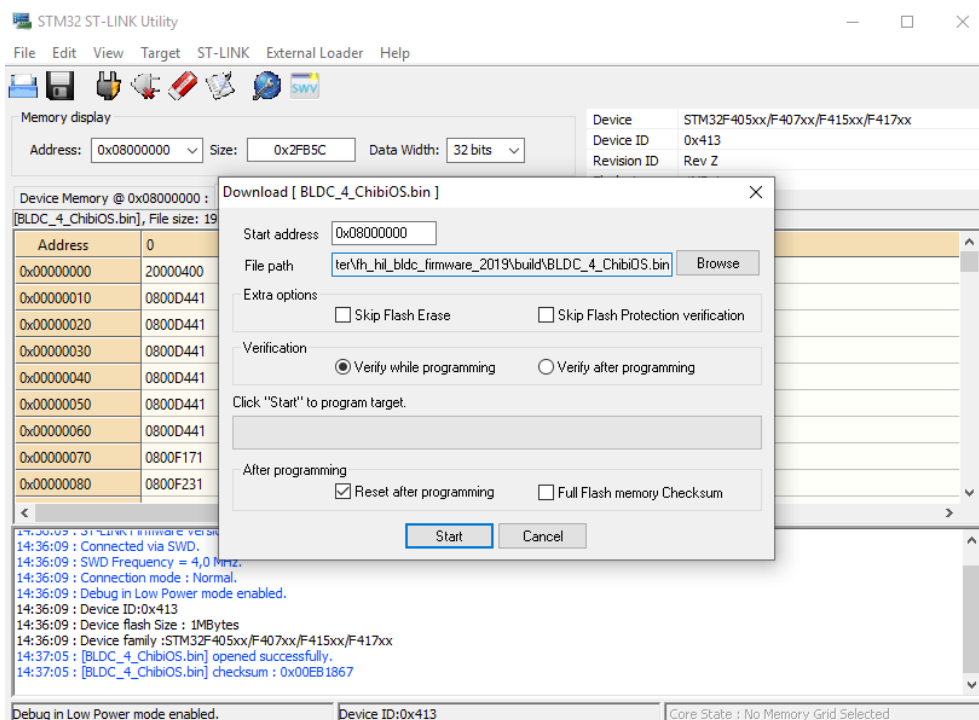 STM32 ST-LINK Utility
File Edit View Target ST-LINK External Loader Help
SWV
Memory display
Address: 0x08000000 Size: 0x2FB5C Data Width: 32 bits
Device STM32F405xx/F407xx/F415xx/F417xx
Device ID 0x413
Revision ID Rev Z
Device Memory @ 0x08000000 :
[BLDC_4_ChibiOS.bin], File size: 19
Address 0
0x00000000 20000400
0x00000010 0800D441
0x00000020 0800D441
0x00000030 0800D441
0x00000040 0800D441
0x00000050 0800D441
0x00000060 0800D441
0x00000070 0800F171
0x00000080 0800F231
Download [ BLDC_4_ChibiOS.bin ]
Start address 0x08000000
File path ter\fh_hil_bldc_firmware_2019\build\BLDC_4_ChibiOS.bin Browse
Extra options
Skip Flash Erase Skip Flash Protection verification
Verification
Verify while programming Verify after programming
Click "Start" to program target.
After programming
Reset after programming Full Flash memory Checksum
Start Cancel
14:36:09 : ST-LINK Firmware versi
14:36:09 : Connected via SWD.
14:36:09 : SWD Frequency = 4,0 MHz.
14:36:09 : Connection mode : Normal.
14:36:09 : Debug in Low Power mode enabled.
14:36:09 : Device ID:0x413
14:36:09 : Device flash Size : 1MBytes
14:36:09 : Device family :STM32F405xx/F407xx/F415xx/F417xx
14:37:05 : [BLDC_4_ChibiOS.bin] opened successfully.
14:37:05 : [BLDC_4_ChibiOS.bin] checksum : 0x00EB1867
Debug in Low Power mode enabled. Device ID:0x413 Core State : No Memory Grid Selected